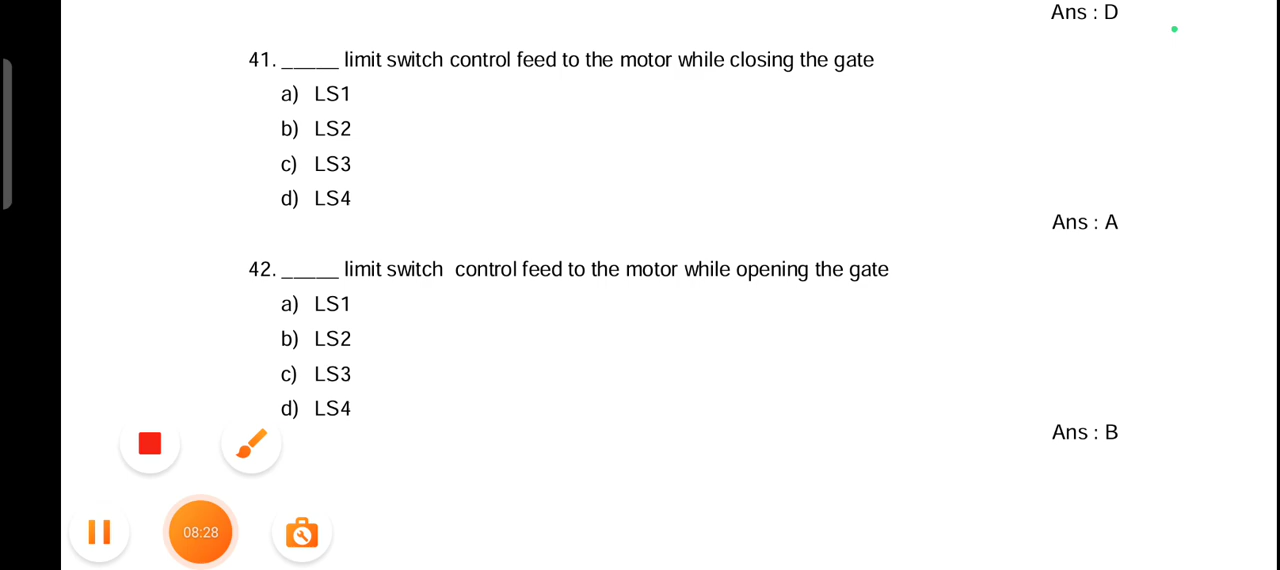 Ans : D
41. _____ limit switch control feed to the motor while closing the gate
a) LS1
b) LS2
c) LS3
d) LS4
Ans : A
42. _____ limit switch  control feed to the motor while opening the gate
a) LS1
b) LS2
c) LS3
d) LS4
Ans : B
08:28